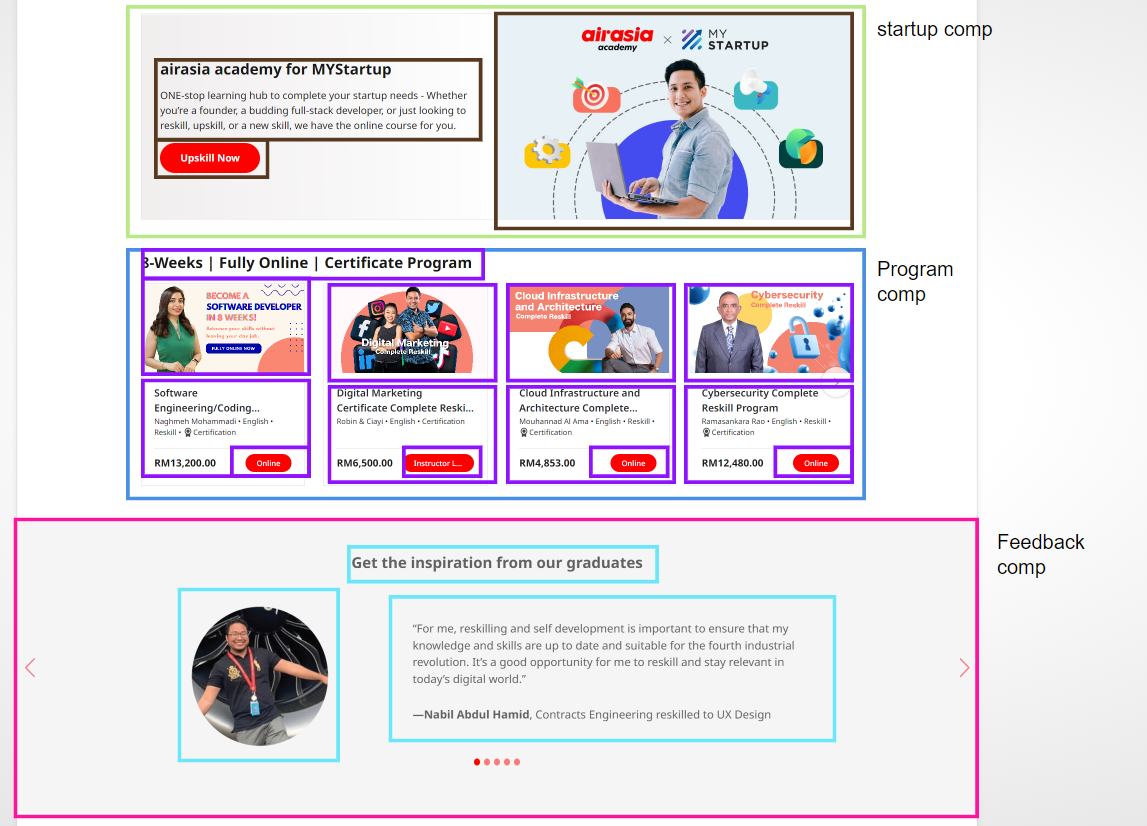 startup comp
airasia
academy
×
MY
STARTUP
airasia academy for MYStartup
ONE-stop learning hub to complete your startup needs - Whether
you're a founder, a budding full-stack developer, or just looking to
reskill, upskill, or a new skill, we have the online course for you.
Upskill Now
Program
comp
8-Weeks | Fully Online | Certificate Program
BECOME A
SOFTWARE DEVELOPER
IN 8 WEEKS!
Advance your skills without
leaving your day job.
FULLY ONLINE NOW
Digital Marketing
Complete Reskill
Cloud Infrastructure
and Architecture
Complete Reskill
Cybersecurity
Complete Reskill
Software
Engineering/Coding...
Naghmeh Mohammadi • English •
Reskill • Certification
RM13,200.00
Online
Digital Marketing
Certificate Complete Reski...
Robin & Ciayi • English • Certification
RM6,500.00
Instructor L...
Cloud Infrastructure and
Architecture Complete...
Mouhannad Al Ama • English • Reskill •
Certification
RM4,853.00
Online
Cybersecurity Complete
Reskill Program
Ramasankara Rao • English • Reskill •
Certification
RM12,480.00
Online
Feedback
comp
Get the inspiration from our graduates
“For me, reskilling and self development is important to ensure that my
knowledge and skills are up to date and suitable for the fourth industrial
revolution. It's a good opportunity for me to reskill and stay relevant in
today's digital world.”
—Nabil Abdul Hamid, Contracts Engineering reskilled to UX Design